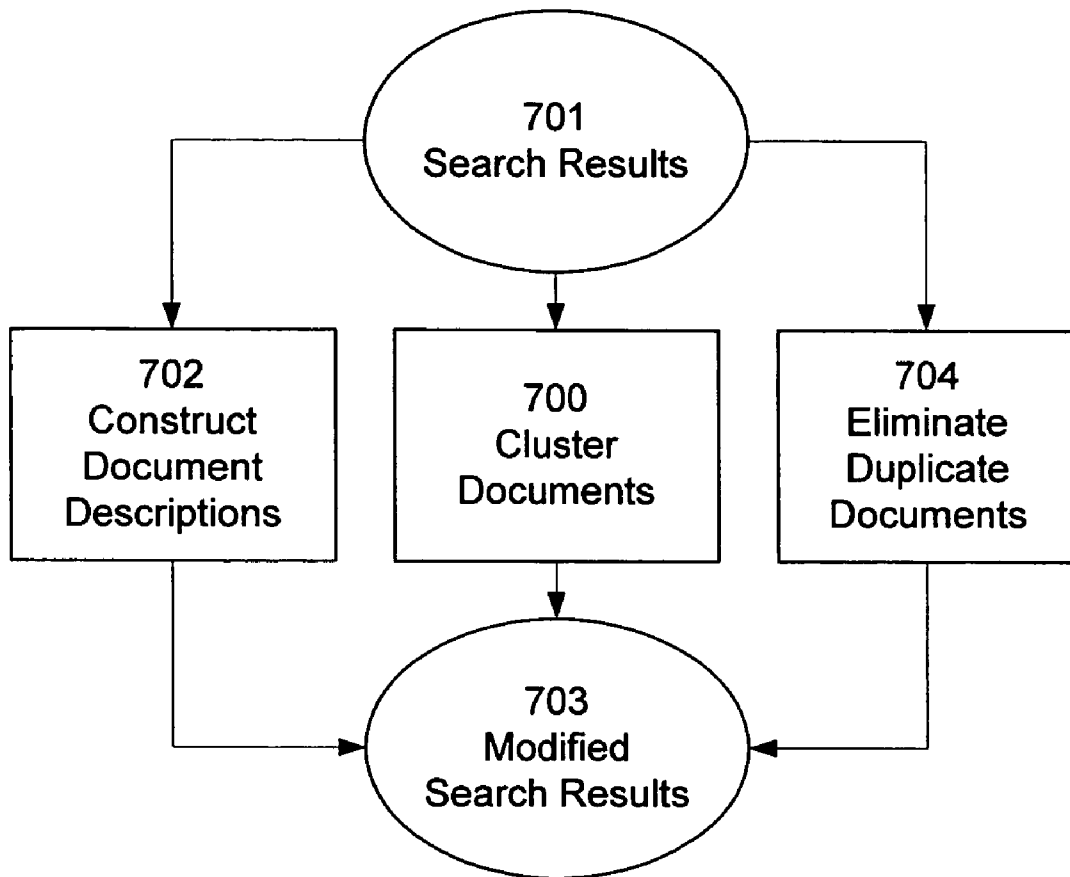 701
Search Results
702
Construct
Document
Descriptions
700
Cluster
Documents
704
Eliminate
Duplicate
Documents
703
Modified
Search Results